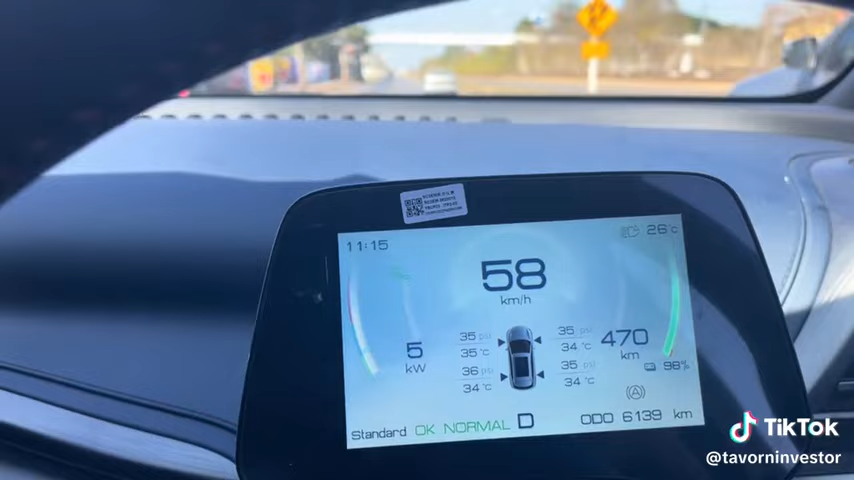 11:15
26°c
58
km/h
35 psi
35 psi
470
5
35 °c
34 °c
km
kW
36 psi
35 psi
98%
34 °c
34 °c
Standard OK NORMAL D ODO 6139 km
TikTok
@tavorninvestor